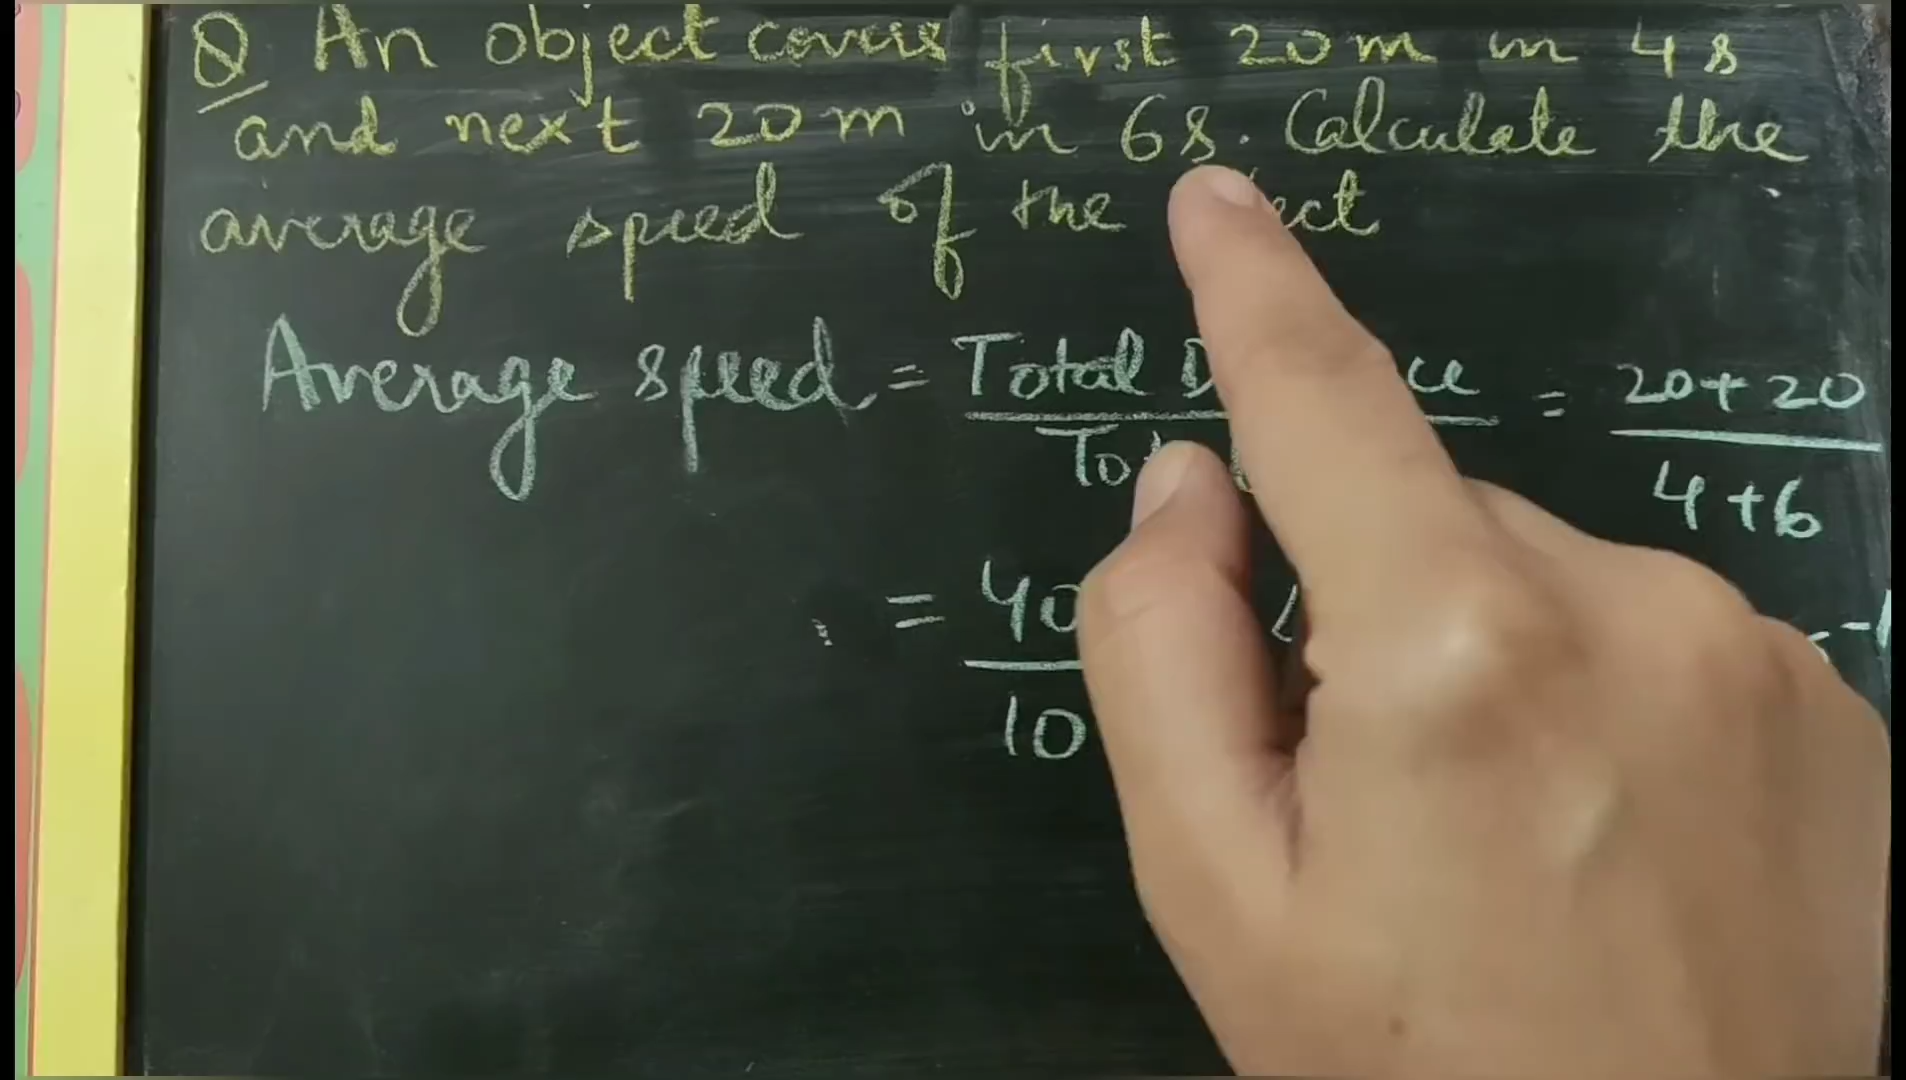 Q An object covers first 20 m in 4 s
and next 20 m in 6s. Calculate the
average speed of the
Average speed = Total = 20+20
4+6
= 40
10